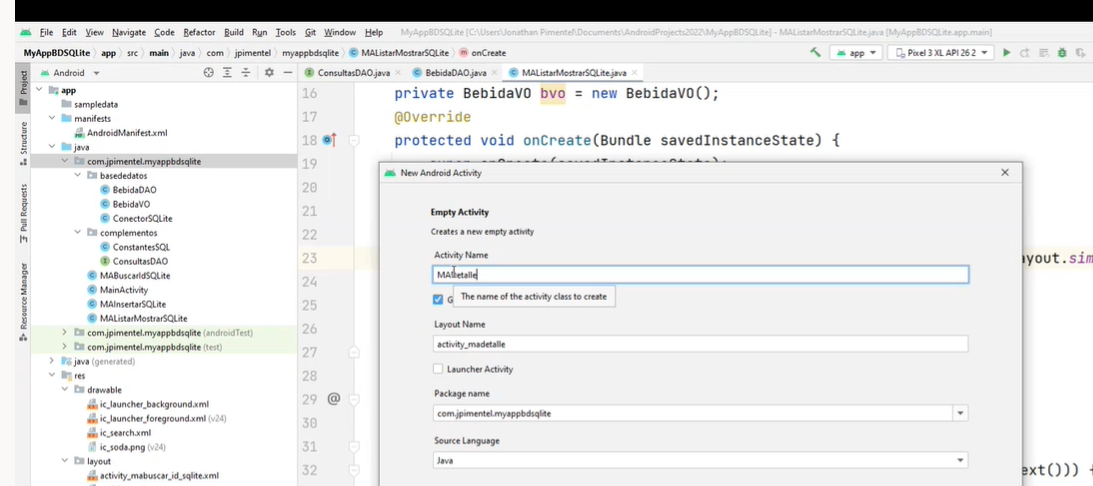 File Edit View Navigate Code Refactor Build Run Tools Git Window Help MyAppBDSQLite [C:\Users\Jonathan Pimentel\Documents\AndroidProjects2022\MyAppBDSQLite] - MAListarMostrarSQLite.java [MyAppBDSQLite.app.main]
MyAppBDSQLite app src main java com jpimentel myappbdsqlite MAListarMostrarSQLite onCreate app Pixel 3 XL API 26 2
Project
Structure
Pull Requests
Resource Manager
Android
ConsultasDAO.java BebidaDAO.java MAListarMostrarSQLite.java
app
sampledata
manifests
AndroidManifest.xml
java
com.jpimentel.myappbdsqlite
basededatos
BebidaDAO
BebidaVO
ConectorSQLite
complementos
ConstantesSQL
ConsultasDAO
MABuscarIdSQLite
MainActivity
MAInsertarSQLite
MAListarMostrarSQLite
com.jpimentel.myappbdsqlite (androidTest)
com.jpimentel.myappbdsqlite (test)
java (generated)
res
drawable
ic_launcher_background.xml
ic_launcher_foreground.xml (v24)
ic_search.xml
ic_soda.png (v24)
layout
activity_mabuscar_id_sqlite.xml
16 private BebidaVO bvo = new BebidaVO();
17 @Override
18 protected void onCreate(Bundle savedInstanceState) {
19
20
21
22
23 ayout.sim
24
25
26
27
28
29 @
30
31
32 ext())) {
New Android Activity
Empty Activity
Creates a new empty activity
Activity Name
MADetalle
G
The name of the activity class to create
Layout Name
activity_madetalle
Launcher Activity
Package name
com.jpimentel.myappbdsqlite
Source Language
Java